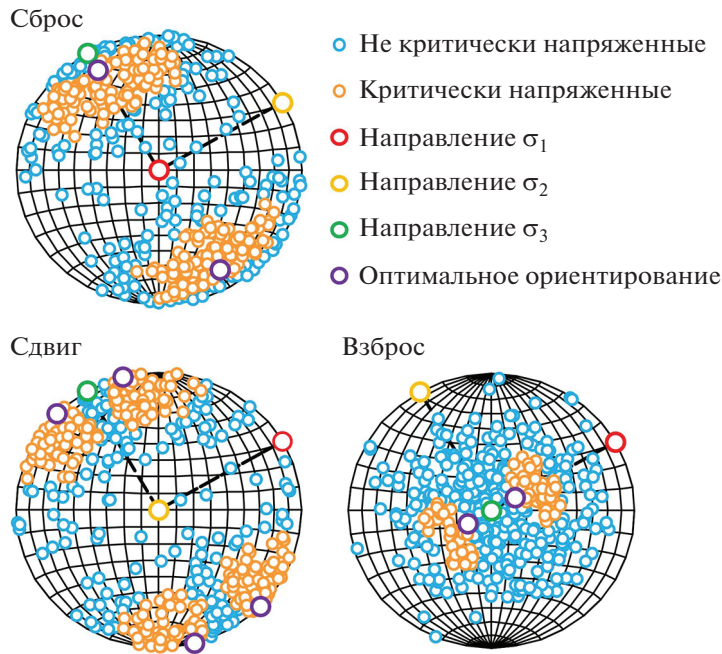 Сброс
Не критически напряженные
Критически напряженные
Направление σ1
Направление σ2
Направление σ3
Оптимальное ориентирование
Сдвиг
Взброс